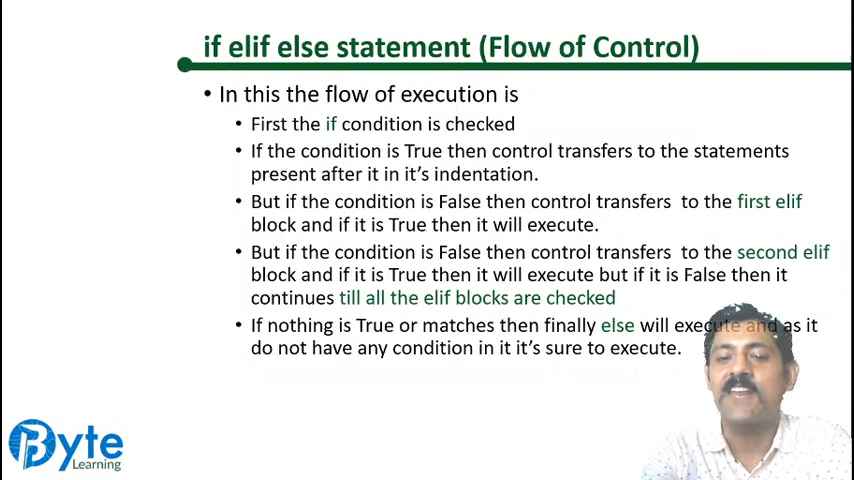 if elif else statement (Flow of Control)
• In this the flow of execution is
• First the if condition is checked
• If the condition is True then control transfers to the statements
present after it in it's indentation.
• But if the condition is False then control transfers to the first elif
block and if it is True then it will execute.
• But if the condition is False then control transfers to the second elif
block and if it is True then it will execute but if it is False then it
continues till all the elif blocks are checked
• If nothing is True or matches then finally else will execute and as it
do not have any condition in it it's sure to execute.
Byte
Learning